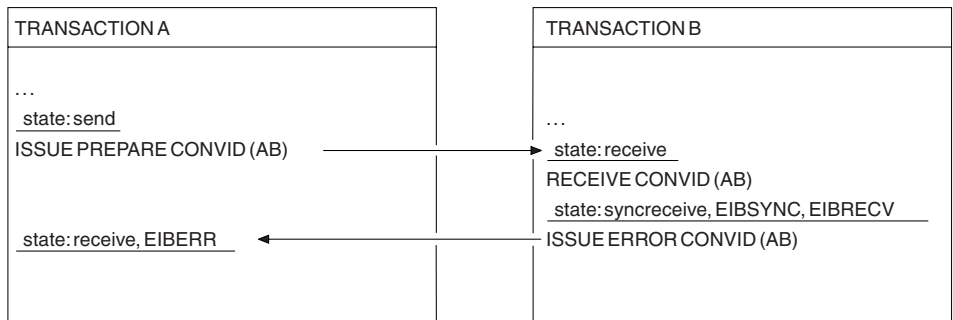 TRANSACTION A
...
state: send
ISSUE PREPARE CONVID (AB)
state: receive, EIBERR
TRANSACTION B
...
state: receive
RECEIVE CONVID (AB)
state: syncreceive, EIBSYNC, EIBRECV
ISSUE ERROR CONVID (AB)